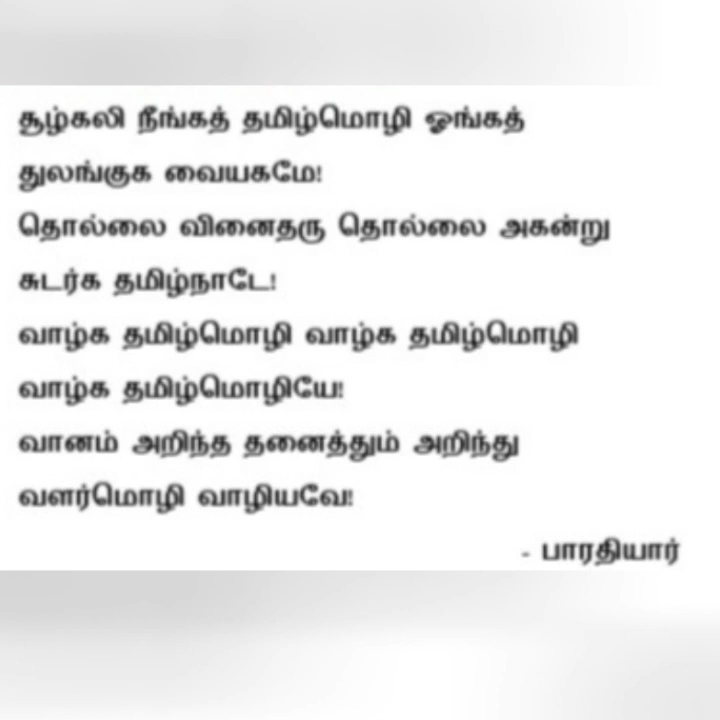 சூழ்கலி நீங்கத் தமிழ்மொழி ஓங்கத்
துலங்குக வையகமே!
தொல்லை வினைதரு தொல்லை அகன்று
சுடர்க தமிழ்நாடே!
வாழ்க தமிழ்மொழி வாழ்க தமிழ்மொழி
வாழ்க தமிழ்மொழியே!
வானம் அறிந்த தனைத்தும் அறிந்து
வளர்மொழி வாழியவே!
- பாரதியார்